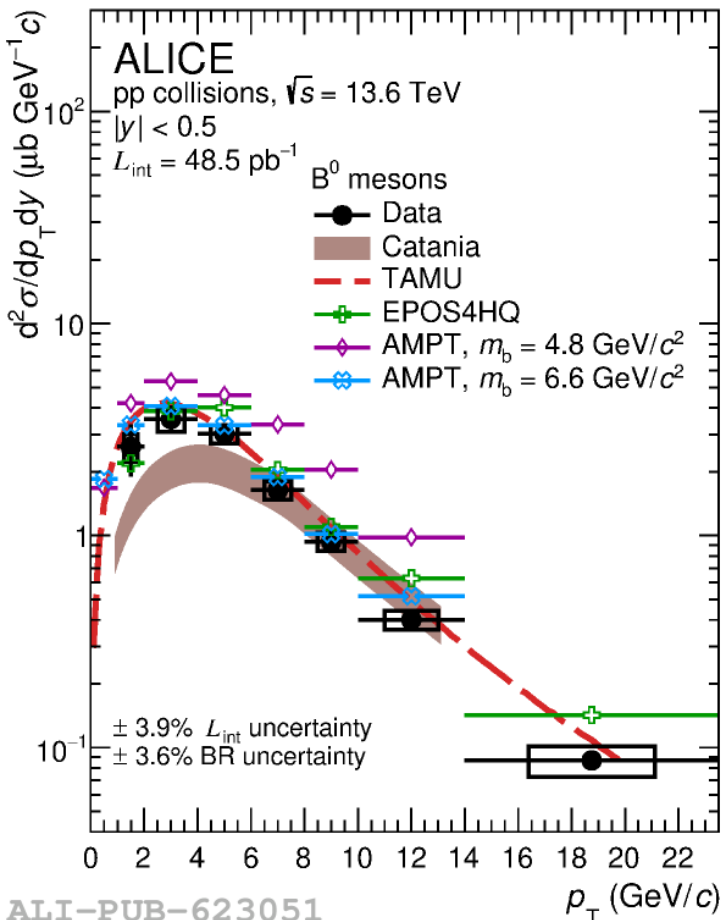 ALICE
pp collisions, √s = 13.6 TeV
|y| < 0.5
L_int = 48.5 pb⁻¹
B⁰ mesons
Data
Catania
TAMU
EPOS4HQ
AMPT, m_b = 4.8 GeV/c²
AMPT, m_b = 6.6 GeV/c²
d²σ/dp_T dy (μb GeV⁻¹c)
10²
10
1
10⁻¹
± 3.9% L_int uncertainty
± 3.6% BR uncertainty
0 2 4 6 8 10 12 14 16 18 20 22
p_T (GeV/c)
ALI-PUB-623051